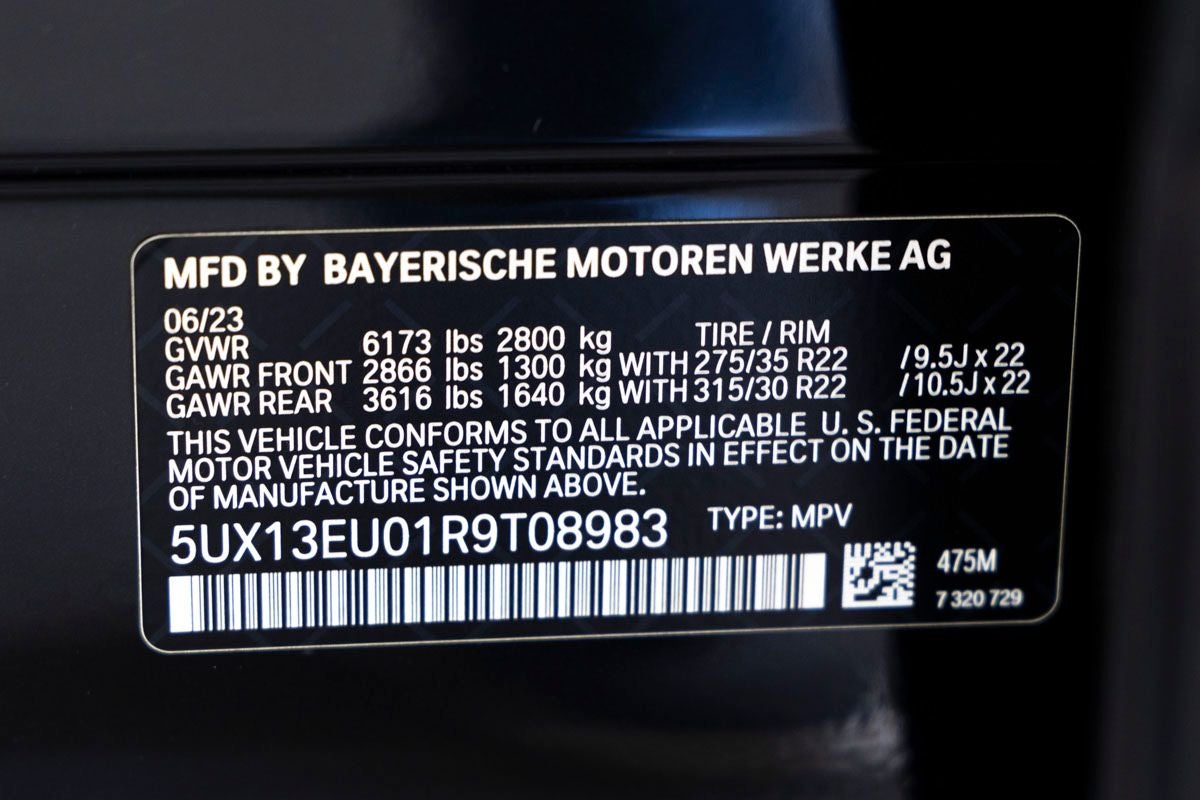 MFD BY BAYERISCHE MOTOREN WERKE AG
06/23
GVWR 6173 lbs 2800 kg TIRE / RIM
GAWR FRONT 2866 lbs 1300 kg WITH 275/35 R22 /9.5J x 22
GAWR REAR 3616 lbs 1640 kg WITH 315/30 R22 /10.5J x 22
THIS VEHICLE CONFORMS TO ALL APPLICABLE U. S. FEDERAL
MOTOR VEHICLE SAFETY STANDARDS IN EFFECT ON THE DATE
OF MANUFACTURE SHOWN ABOVE.
5UX13EU01R9T08983 TYPE: MPV
475M
7 320 729